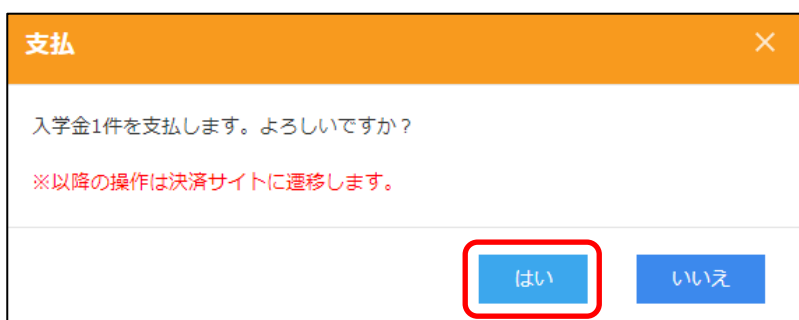 支払
入学金1件を支払します。よろしいですか？
※以降の操作は決済サイトに遷移します。
はい
いいえ